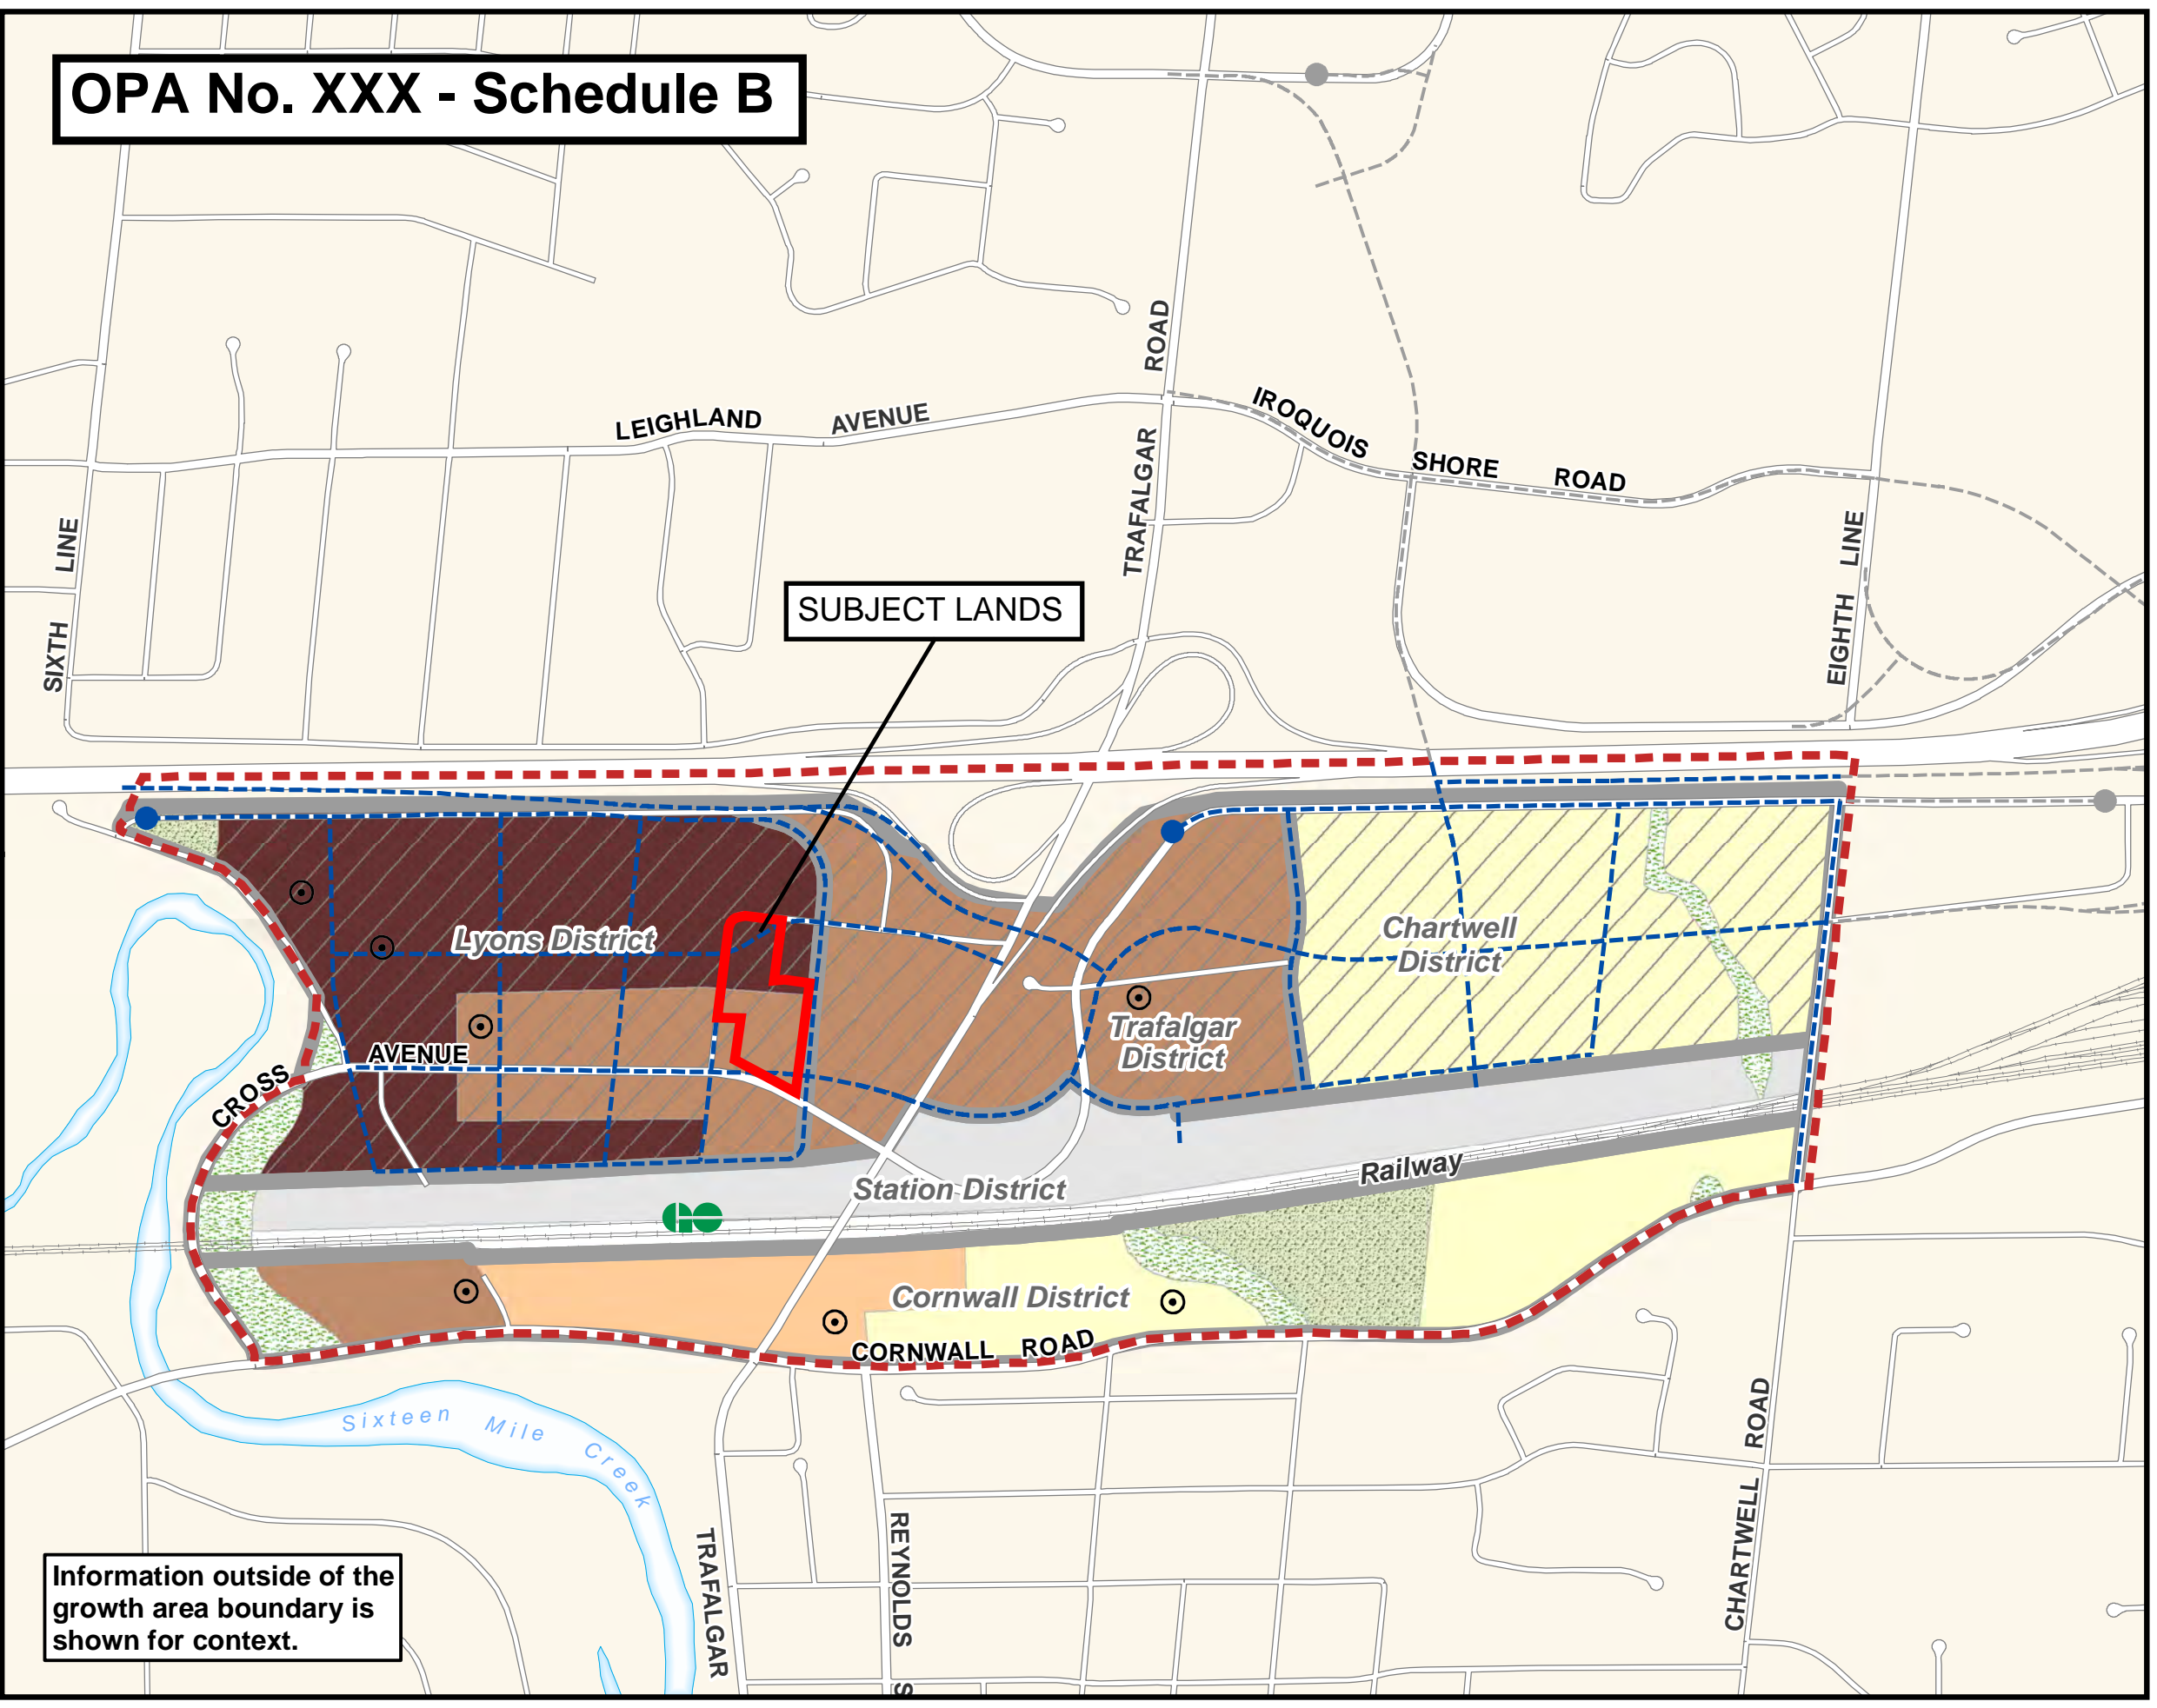 OPA No. XXX - Schedule B
ROAD
IROQUOIS
LEIGHLAND
AVENUE
SHORE
ROAD
TRAFALGAR
LINE
LINE
SUBJECT LANDS
SIXTH
EIGHTH
Lyons District
Chartwell
District
Trafalgar
District
AVENUE
CROSS
Railway
Station District
GO
Cornwall District
CORNWALL
ROAD
Sixteen Mile Creek
ROAD
CHARTWELL
TRAFALGAR
REYNOLDS
S
Information outside of the
growth area boundary is
shown for context.